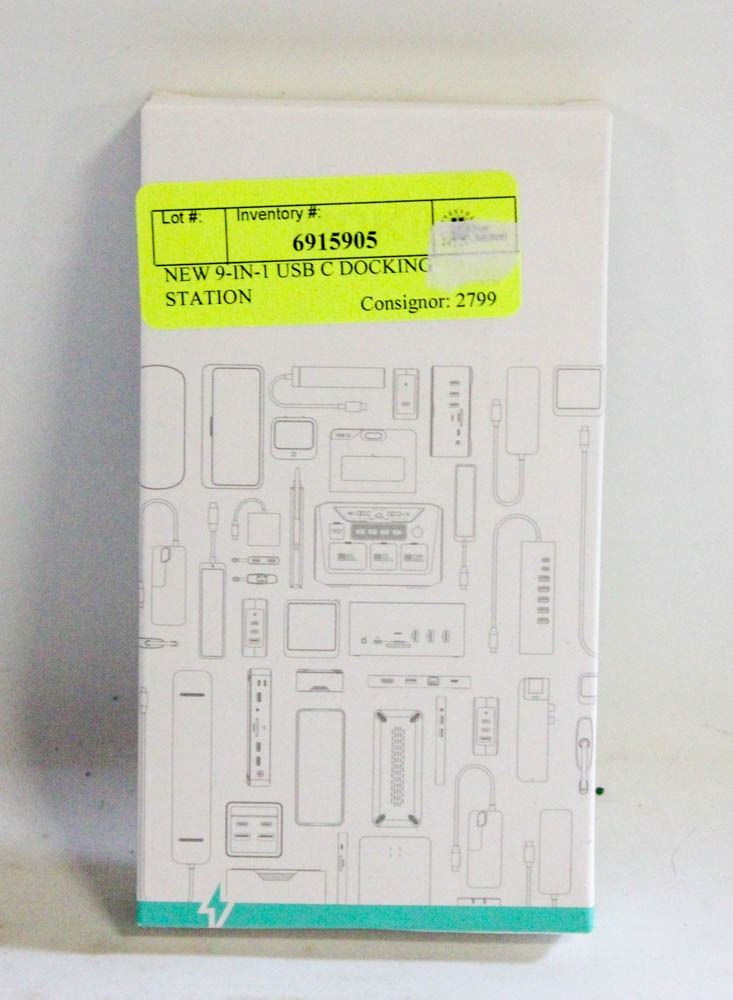 Lot #:
Inventory #:
6915905
NEW 9-IN-1 USB C DOCKING
STATION
Consignor: 2799